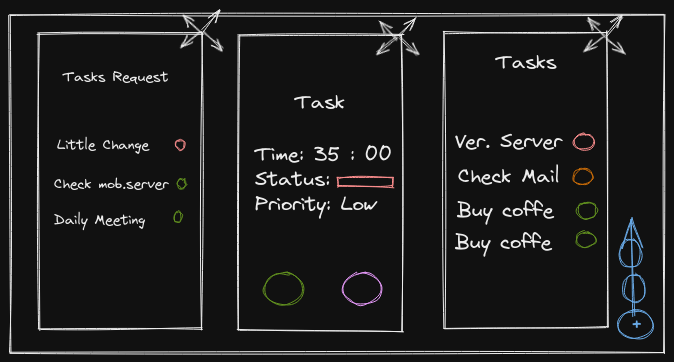 Tasks Request
Little Change
Check mob.server
Daily Meeting
Task
Time: 35 : 00
Status:
Priority: Low
Tasks
Ver. Server
Check Mail
Buy coffe
Buy coffe
+